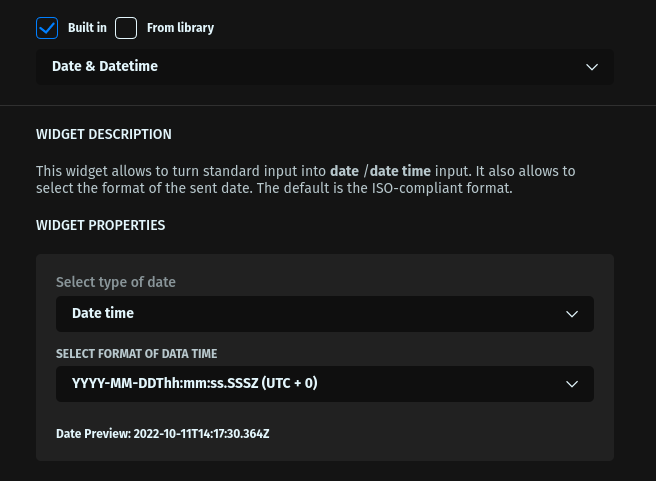 Built in From library
Date & Datetime
WIDGET DESCRIPTION
This widget allows to turn standard input into date /date time input. It also allows to
select the format of the sent date. The default is the ISO-compliant format.
WIDGET PROPERTIES
Select type of date
Date time
SELECT FORMAT OF DATA TIME
YYYY-MM-DDThh:mm:ss.SSSZ (UTC + 0)
Date Preview: 2022-10-11T14:17:30.364Z